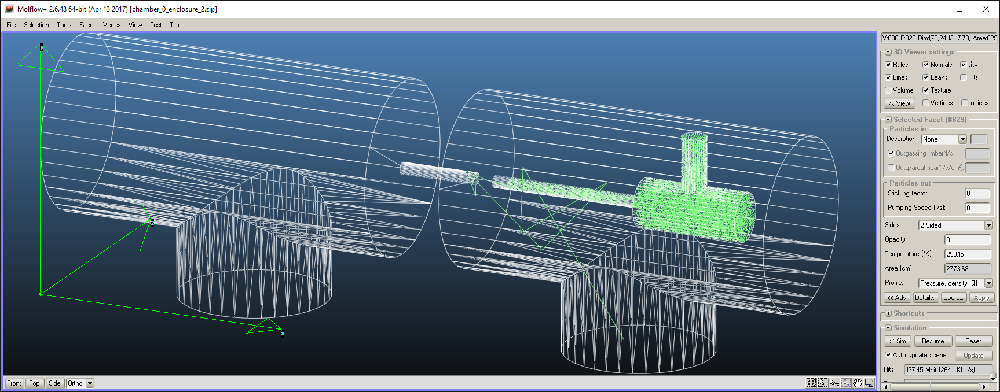 Molflow+ 2.6.48 64-bit (Apr 13 2017) [chamber_0_enclosure_2.zip]
File Selection Tools Facet Vertex View Test Time
V:808 F:828 Dim:(78,24.13,17.78) Area:629
3D Viewer settings
Rules Normals u⃗,v⃗
Lines Leaks Hits
Volume Texture
<< View Vertices Indices
Selected Facet (#829)
Particles in
Desorption None
Outgassing (mbar*l/s):
Outg/area(mbar*l/s/cm²):
Particles out
Sticking factor: 0
Pumping Speed (l/s): 0
Sides: 2 Sided
Opacity: 0
Temperature (°K): 293.15
Area (cm²): 2773.68
Profile: Pressure, density (u⃗)
<< Adv Details... Coord... Apply
Shortcuts
Simulation
<< Sim Resume Reset
Auto update scene Update
Hits 127.45 Mhit (264.1 Khit/s)
y
z
x
Front Top Side Ortho.